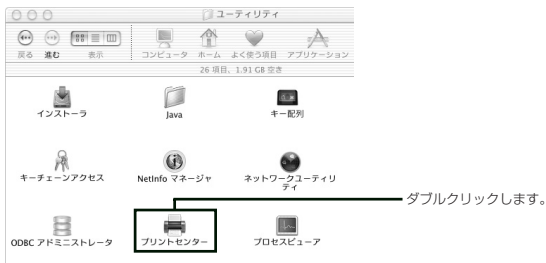 ユーティリティ
戻る 進む 表示 コンピュータ ホーム よく使う項目 アプリケーション
26 項目、1.91 GB 空き
インストーラ Java キー配列
キーチェーンアクセス NetInfo マネージャ ネットワークユーティリ
ティ
ダブルクリックします。
ODBC アドミニストレータ プリントセンター プロセスビューア